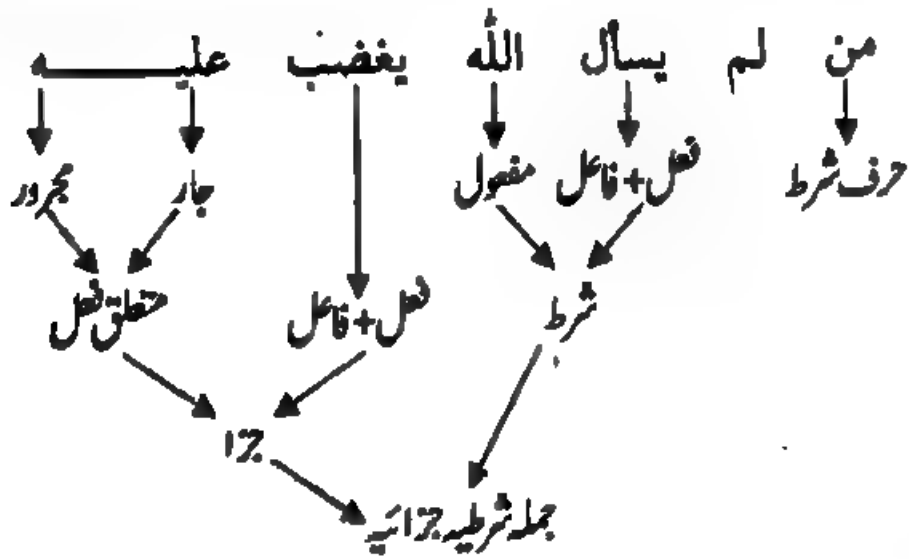 من لم يسأل الله يغضب عليـــــه
حرف شرط فعل+فاعل مفعول جار مجرور
شرط فعل+فاعل متعلق فعل
جزا
جملہ شرطیہ جزائیہ